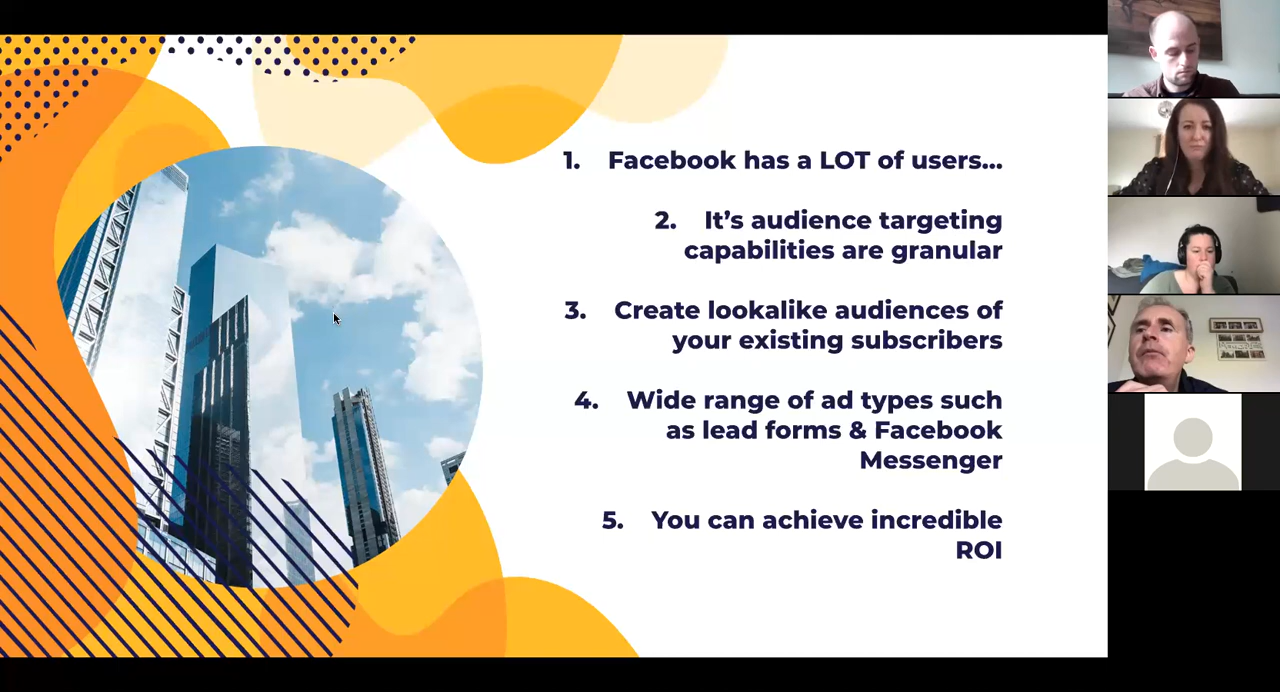 1. Facebook has a LOT of users...
2. It’s audience targeting
capabilities are granular
3. Create lookalike audiences of
your existing subscribers
4. Wide range of ad types such
as lead forms & Facebook
Messenger
5. You can achieve incredible
ROI